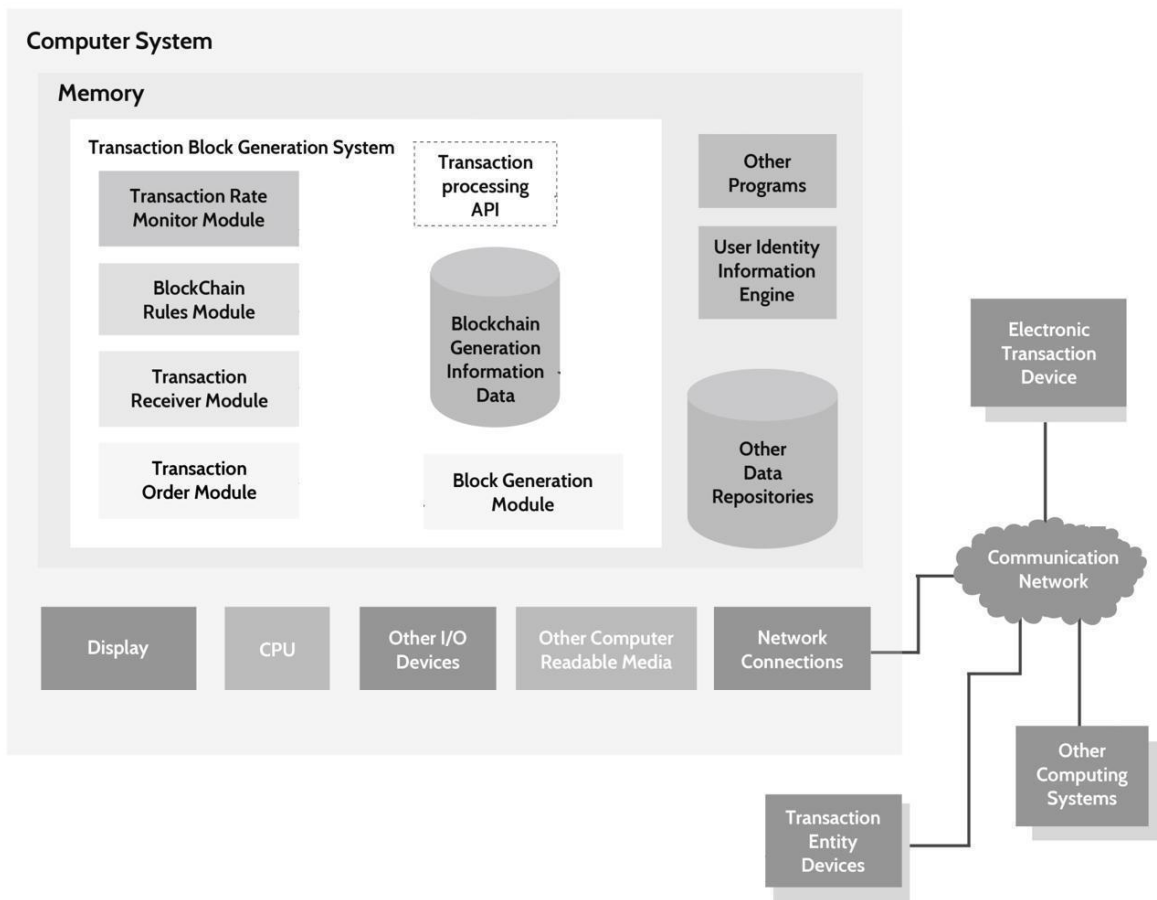 Computer System
Memory
Transaction Block Generation System
Transaction Rate
Monitor Module
BlockChain
Rules Module
Transaction
Receiver Module
Transaction
Order Module
Transaction
processing
API
Blockchain
Generation
Information
Data
Block Generation
Module
Other
Programs
User Identity
Information
Engine
Other
Data
Repositories
Display
CPU
Other I/O
Devices
Other Computer
Readable Media
Network
Connections
Electronic
Transaction
Device
Communication
Network
Other
Computing
Systems
Transaction
Entity
Devices